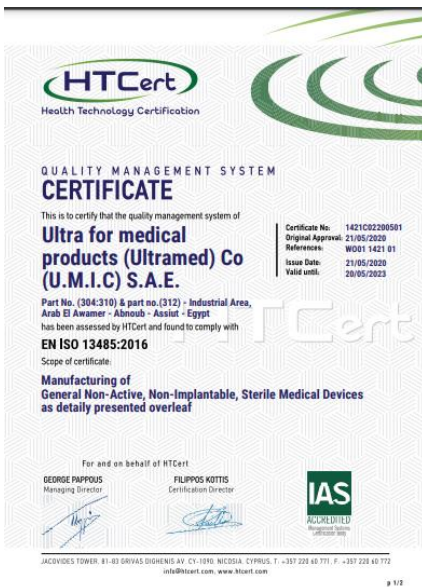 HTCert
Health Technology Certification
QUALITY MANAGEMENT SYSTEM
CERTIFICATE
This is to certify that the quality management system of
Ultra for medical
products (Ultramed) Co
(U.M.I.C) S.A.E.
Part No. (304:310) & part no.(312) - Industrial Area,
Arab El Awamer - Abnoub - Assiut - Egypt
has been assessed by HTCert and found to comply with
EN ISO 13485:2016
Scope of certificate:
Manufacturing of
General Non-Active, Non-Implantable, Sterile Medical Devices
as detaily presented overleaf
Certificate No: 1421C02200501
Original Approval: 21/05/2020
References: WO01 1421 01
Issue Date: 21/05/2020
Valid until: 20/05/2023
HTCert
For and on behalf of HTCert
GEORGE PAPPOUS
Managing Director
FILIPPOS KOTTIS
Certification Director
IAS
ACCREDITED
Management Systems
Certification Body
JACOVIDES TOWER, 81-83 GRIVAS DIGHENIS AV. CY-1090, NICOSIA, CYPRUS, T: +357 220 60 771, F: +357 220 60 772
info@htcert.com, www.htcert.com
p 1/2